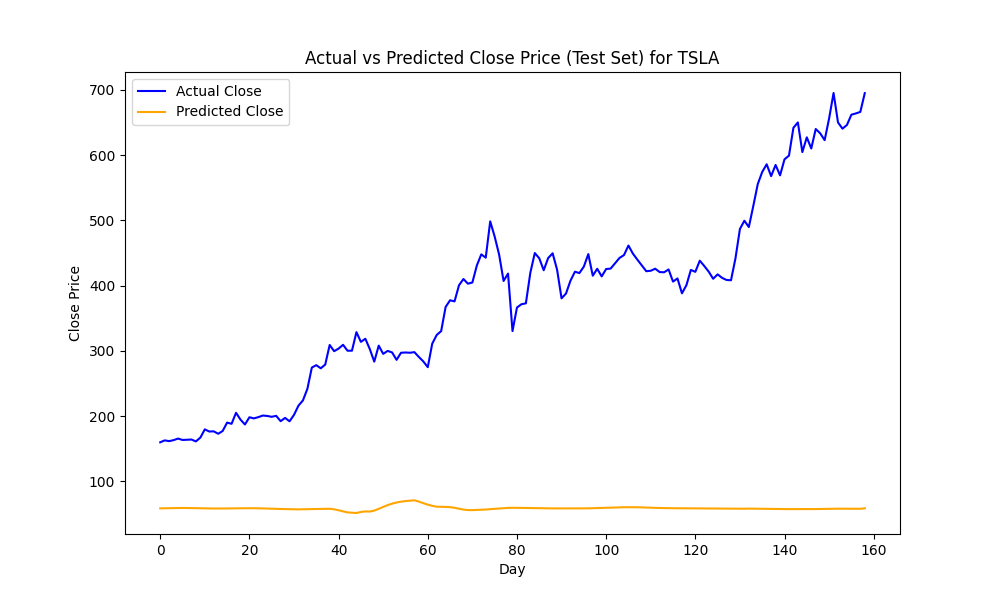 Actual vs Predicted Close Price (Test Set) for TSLA
Actual Close
Predicted Close
Close Price
700
600
500
400
300
200
100
0 20 40 60 80 100 120 140 160
Day